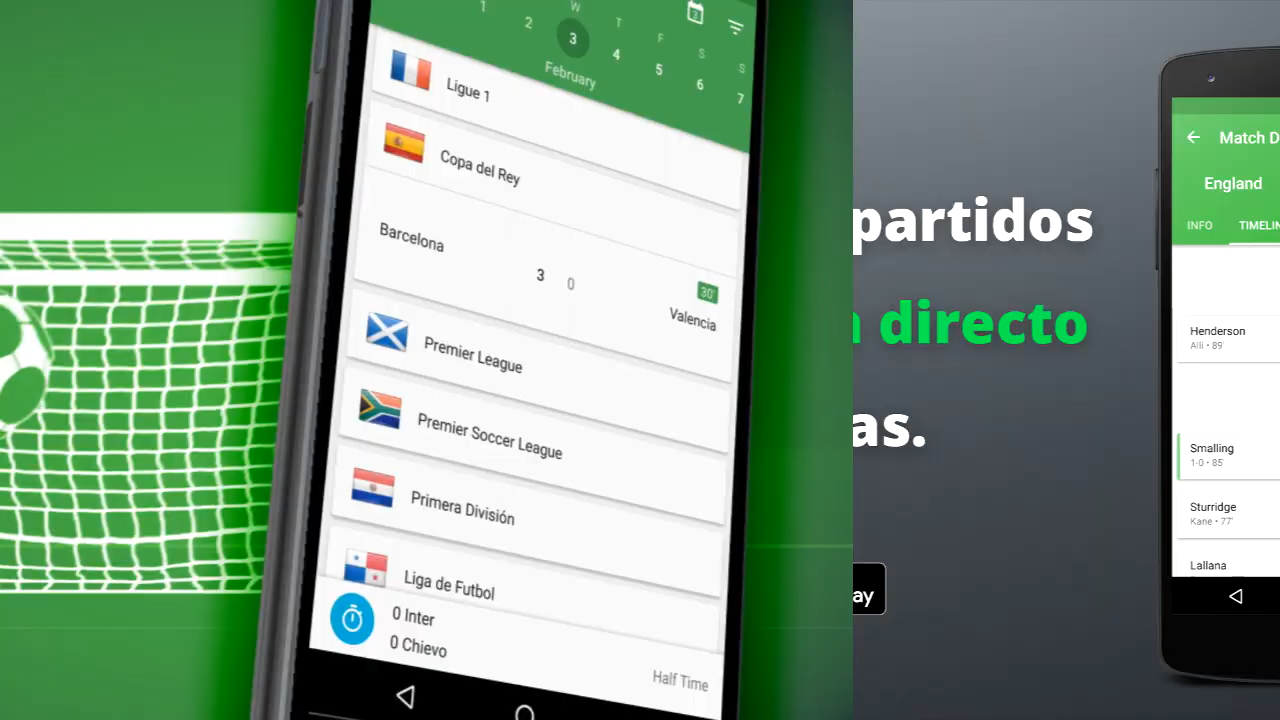 W
T
F
S
S
1
2
3
4
5
6
7
February
Ligue 1
Copa del Rey
Barcelona
3 0
30'
Valencia
Premier League
Premier Soccer League
Primera División
Liga de Futbol
0 Inter
0 Chievo
Half Time
partidos
directo
as.
ay
Match D
England
INFO
TIMELIN
Henderson
Alli • 89'
Smalling
1-0 • 85'
Sturridge
Kane • 77'
Lallana